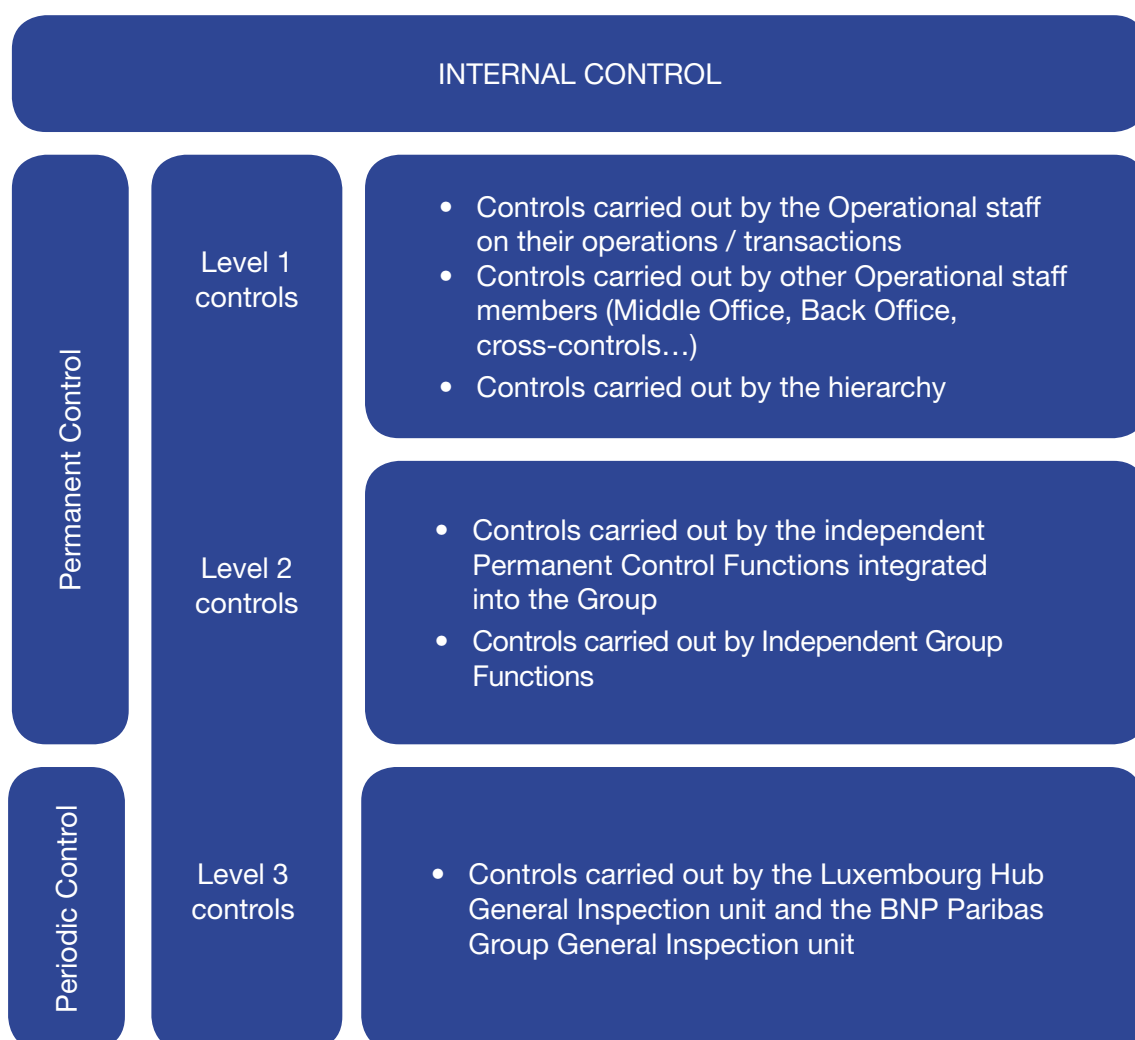 INTERNAL CONTROL
Permanent Control
Level 1
controls
• Controls carried out by the Operational staff
on their operations / transactions
• Controls carried out by other Operational staff
members (Middle Office, Back Office,
cross-controls…)
• Controls carried out by the hierarchy
Level 2
controls
• Controls carried out by the independent
Permanent Control Functions integrated
into the Group
• Controls carried out by Independent Group
Functions
Periodic Control
Level 3
controls
• Controls carried out by the Luxembourg Hub
General Inspection unit and the BNP Paribas
Group General Inspection unit